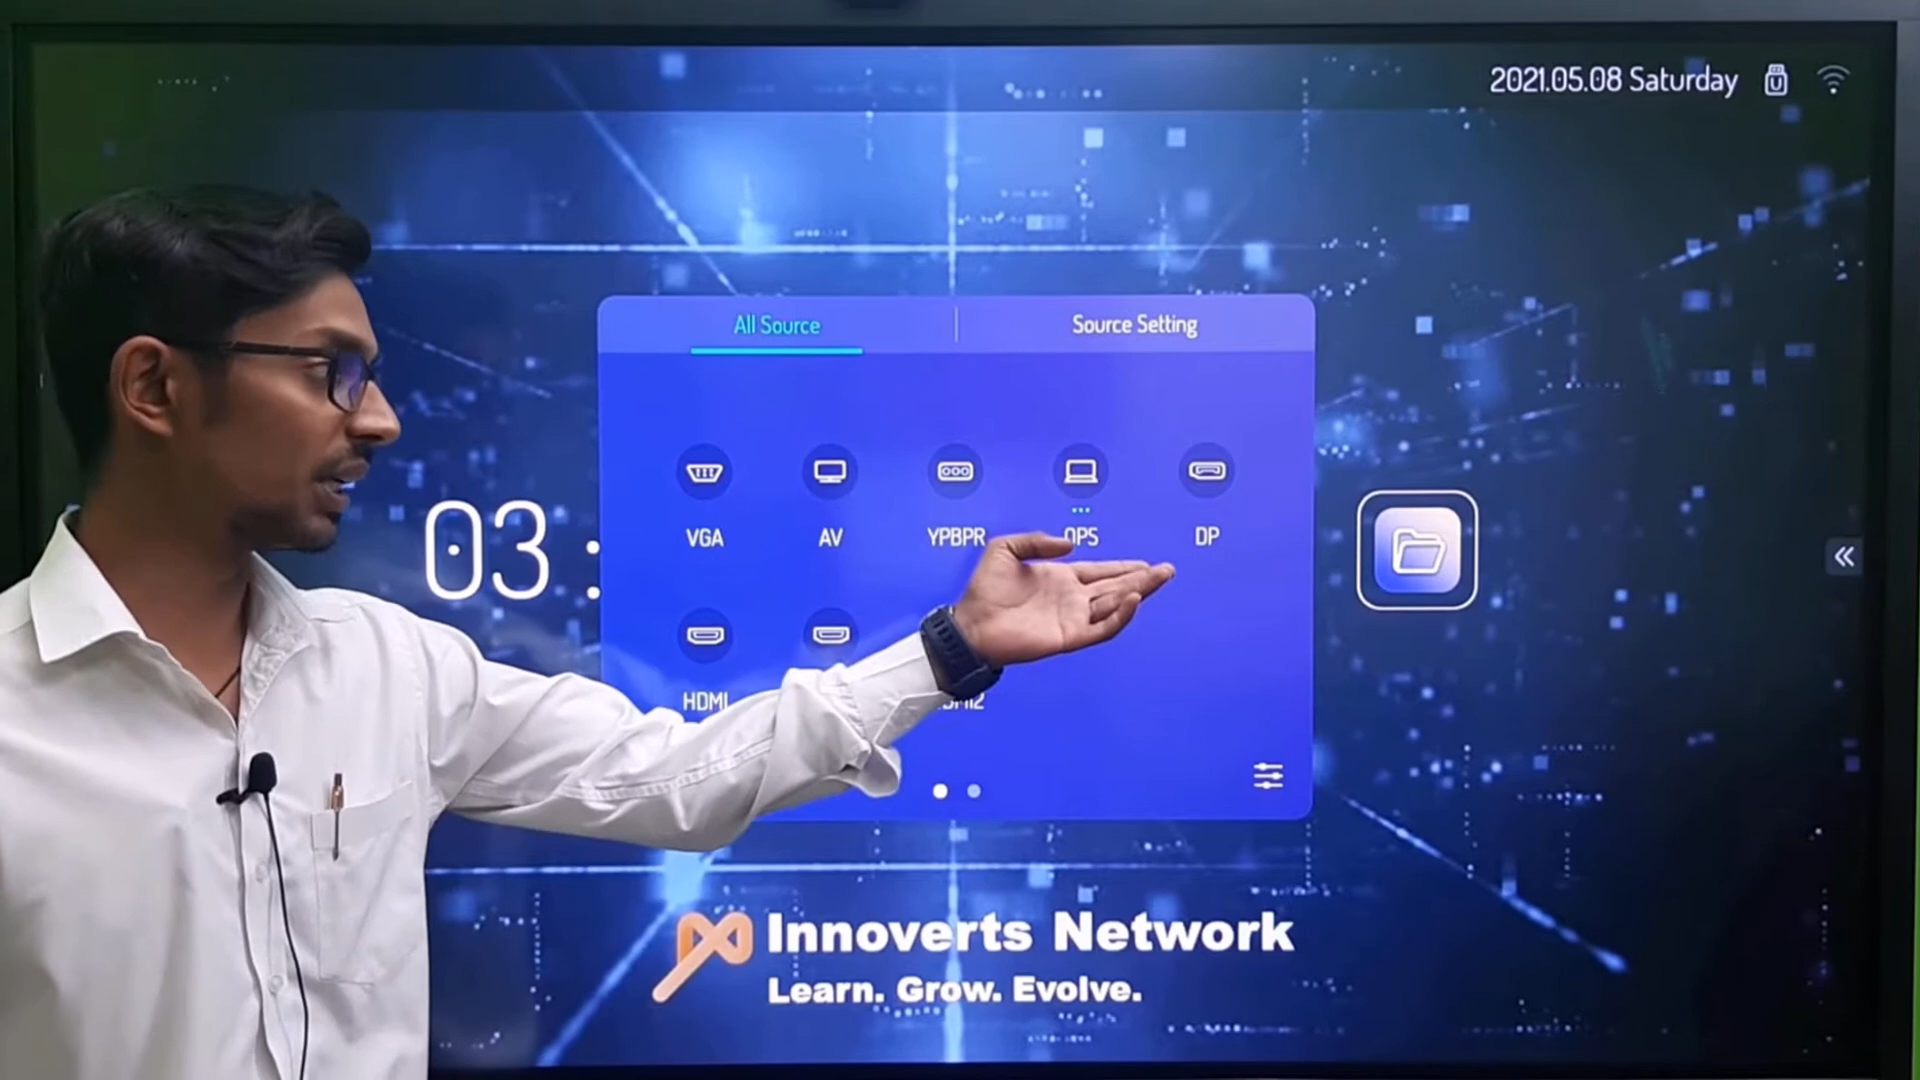 2021.05.08 Saturday
All Source
Source Setting
VGA
AV
YPBPR
OPS
DP
03 :
HDMI
Innoverts Network
Learn. Grow. Evolve.